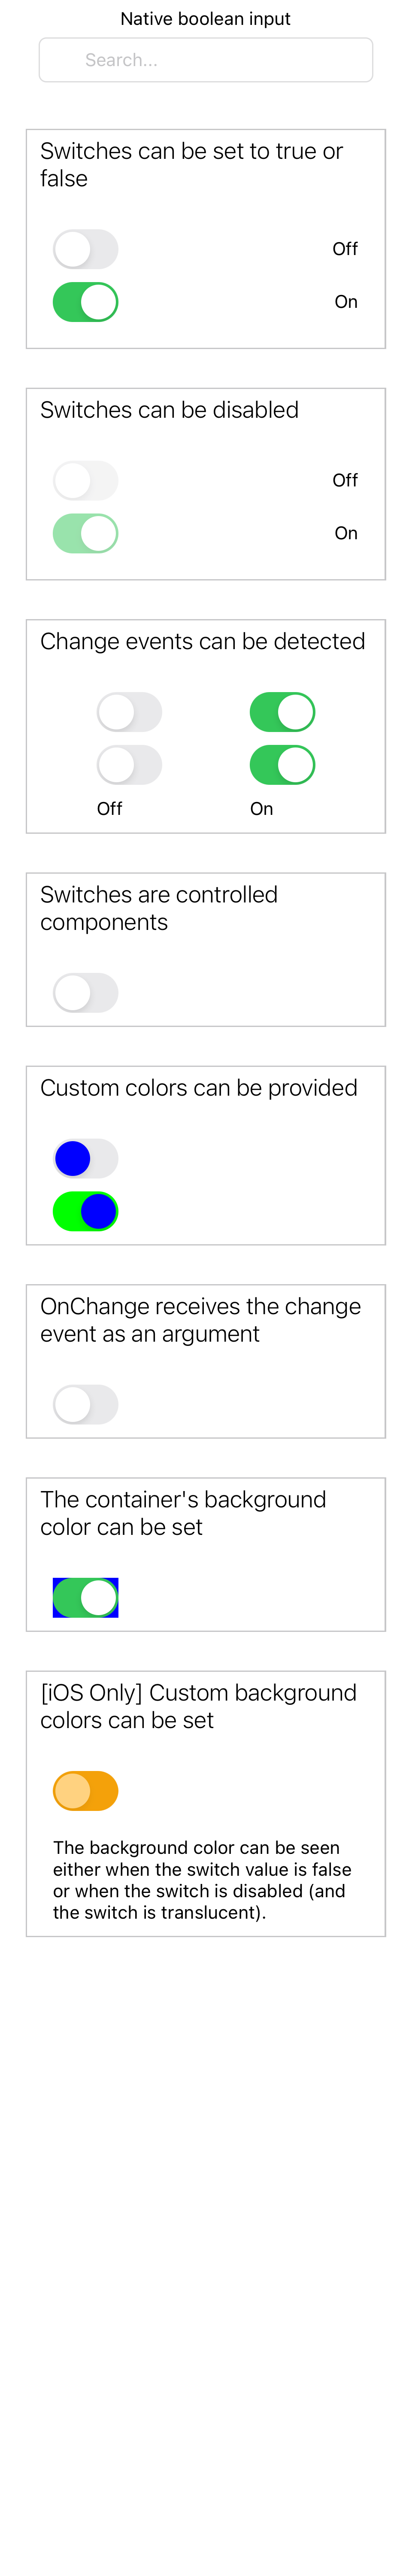 Native boolean input
Search...
Switches can be set to true or
false
Off
On
Switches can be disabled
Off
On
Change events can be detected
Off
On
Switches are controlled
components
Custom colors can be provided
OnChange receives the change
event as an argument
The container's background
color can be set
[iOS Only] Custom background
colors can be set
The background color can be seen
either when the switch value is false
or when the switch is disabled (and
the switch is translucent).